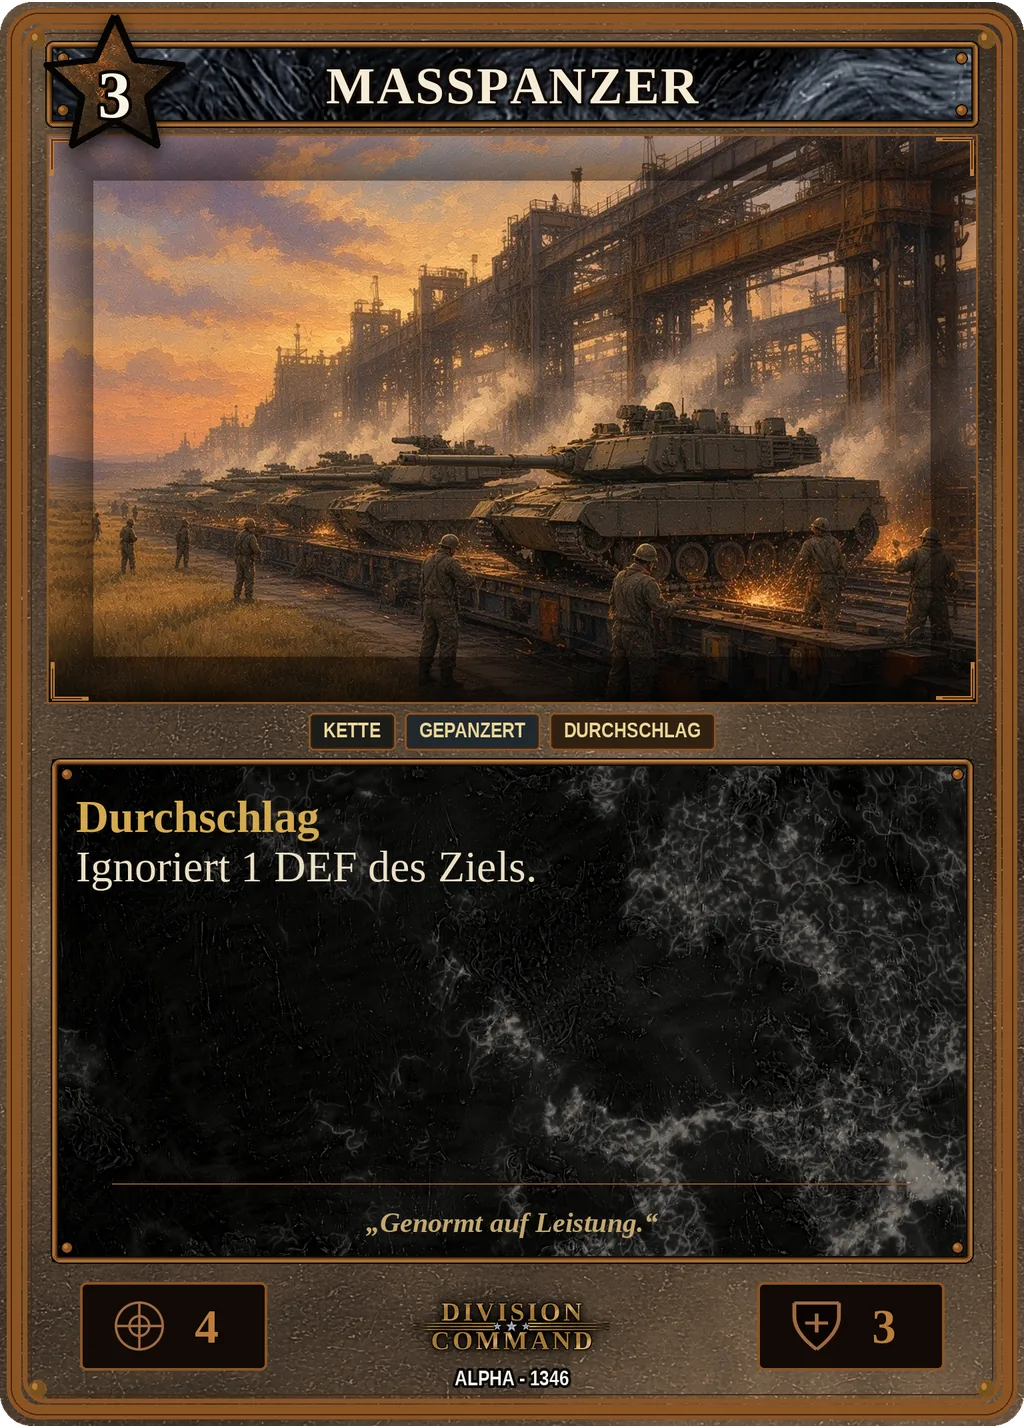 3
MASSPANZER
KETTE GEPANZERT DURCHSCHLAG
Durchschlag
Ignoriert 1 DEF des Ziels.
„Genormt auf Leistung.“
4
DIVISION
COMMAND
3
ALPHA - 1346